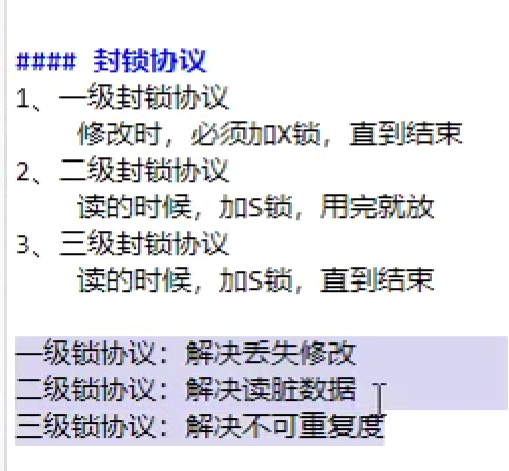 #### 封锁协议
1、一级封锁协议
修改时，必须加X锁，直到结束
2、二级封锁协议
读的时候，加S锁，用完就放
3、三级封锁协议
读的时候，加S锁，直到结束
一级锁协议：解决丢失修改
二级锁协议：解决读脏数据
三级锁协议：解决不可重复度